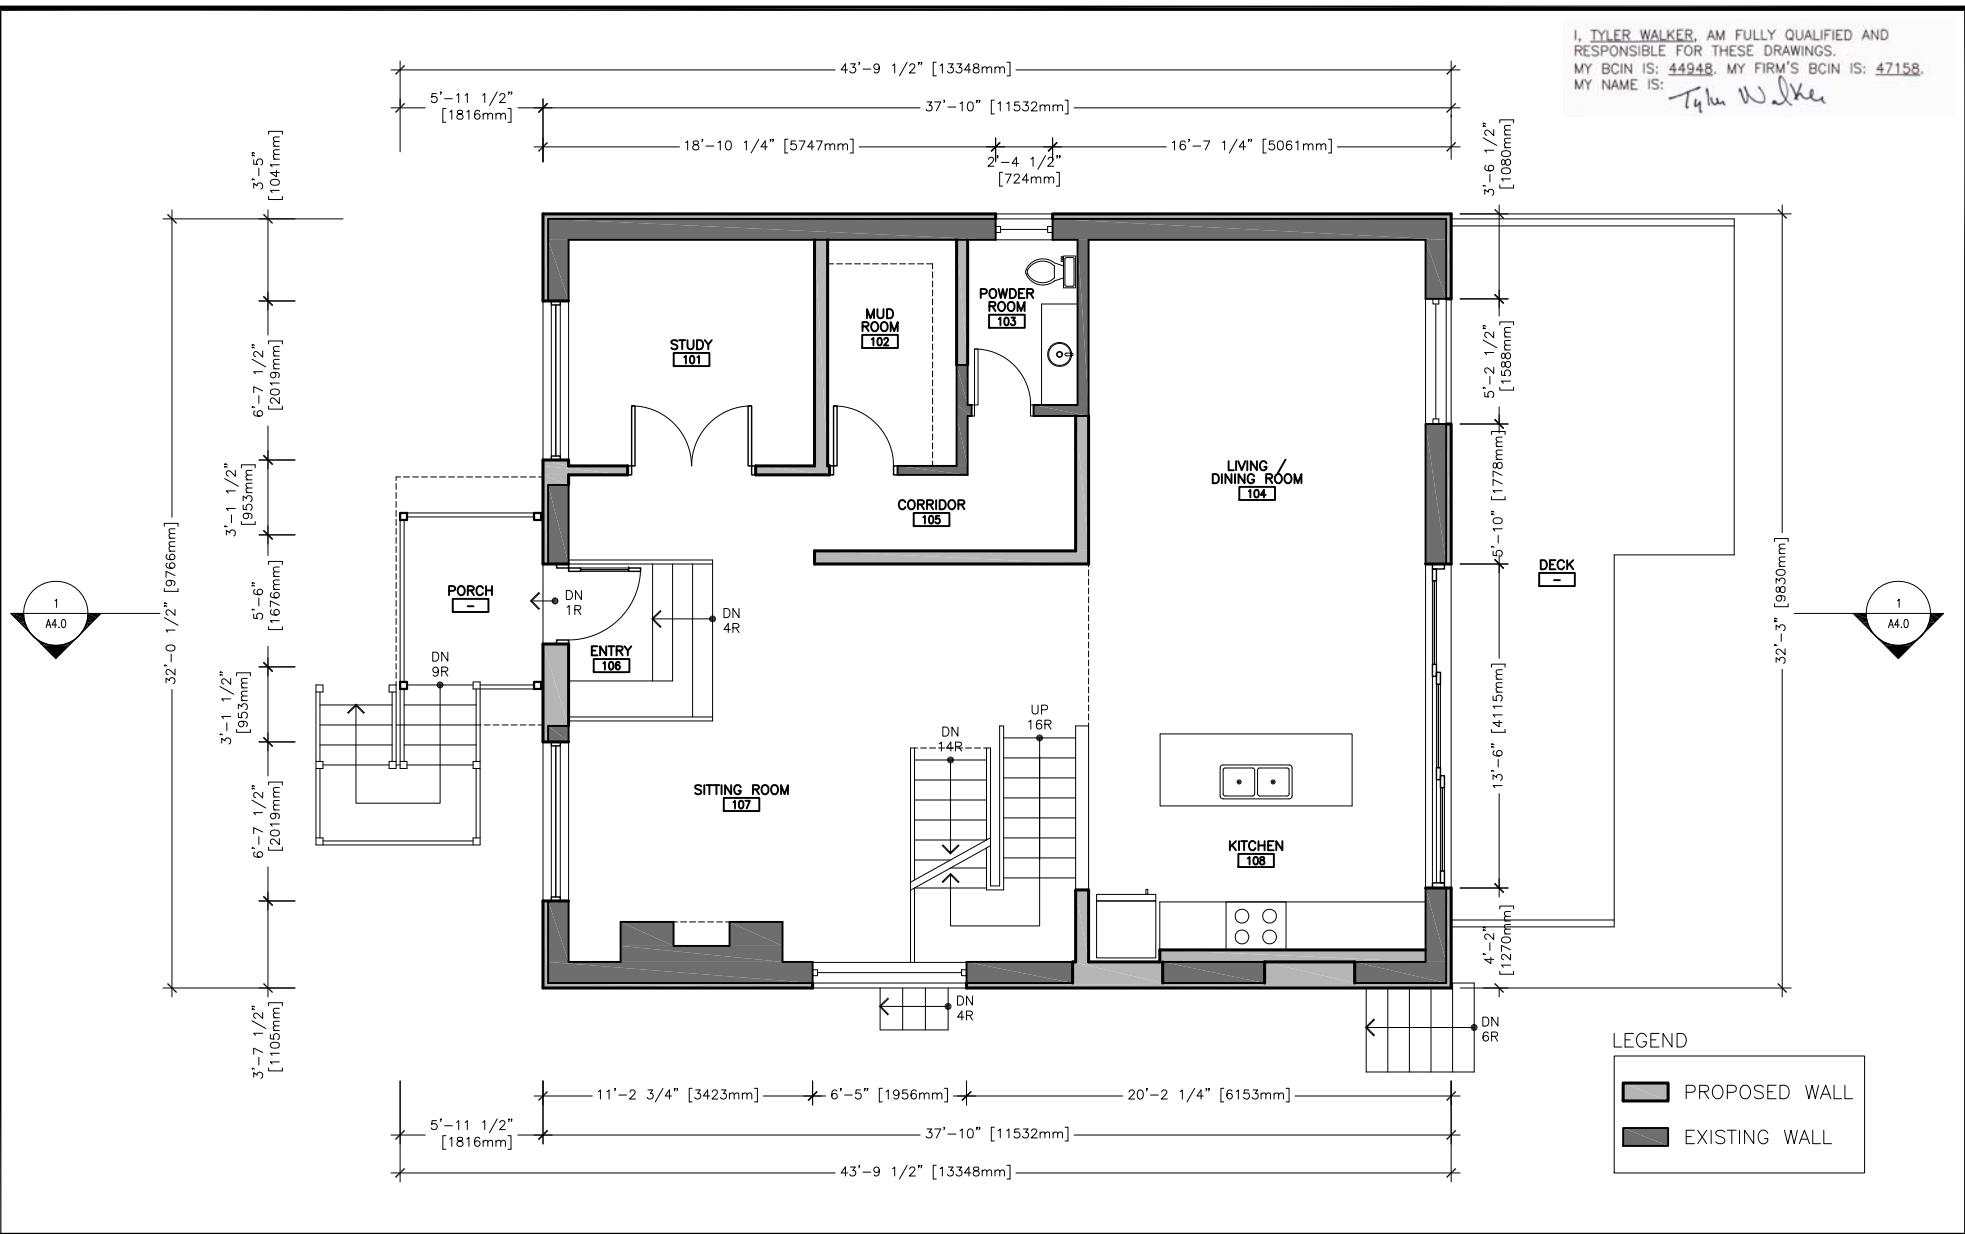 I, TYLER WALKER, AM FULLY QUALIFIED AND
RESPONSIBLE FOR THESE DRAWINGS.
MY BCIN IS: 44948. MY FIRM'S BCIN IS: 47158.
MY NAME IS: Tyler Walker
43'-9 1/2" [13348mm]
5'-11 1/2"
[1816mm]
37'-10" [11532mm]
18'-10 1/4" [5747mm]
2'-4 1/2"
[724mm]
16'-7 1/4" [5061mm]
3'-5"
[1041mm]
6'-7 1/2"
[2019mm]
3'-1 1/2"
[953mm]
5'-6"
[1676mm]
3'-1 1/2"
[953mm]
6'-7 1/2"
[2019mm]
3'-7 1/2"
[1105mm]
32'-0 1/2" [9766mm]
3'-6 1/2"
[1080mm]
5'-2 1/2"
[1588mm]
5'-10" [1778mm]
13'-6" [4115mm]
4'-2"
[1270mm]
32'-3" [9830mm]
POWDER
ROOM
103
MUD
ROOM
102
STUDY
101
LIVING /
DINING ROOM
104
CORRIDOR
105
DECK
-
PORCH
-
DN
1R
DN
4R
ENTRY
106
DN
9R
1
A4.0
1
A4.0
UP
16R
DN
14R
SITTING ROOM
107
KITCHEN
108
DN
4R
DN
6R
LEGEND
PROPOSED WALL
EXISTING WALL
11'-2 3/4" [3423mm]
6'-5" [1956mm]
20'-2 1/4" [6153mm]
5'-11 1/2"
[1816mm]
37'-10" [11532mm]
43'-9 1/2" [13348mm]